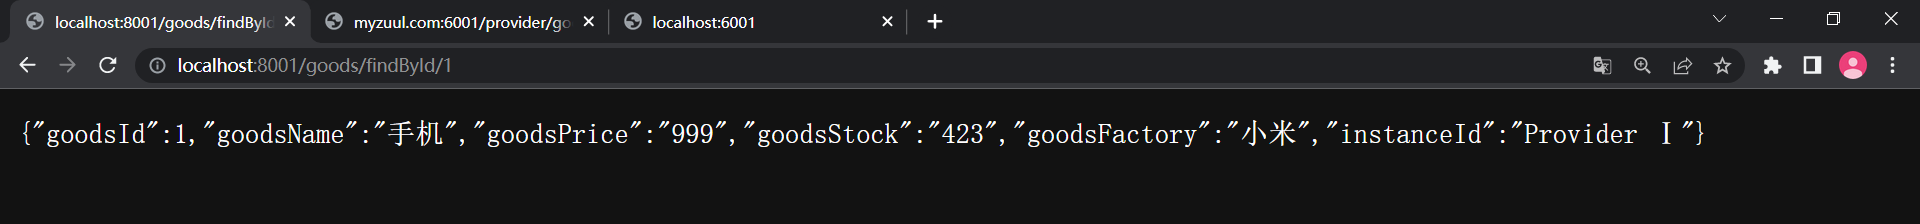 localhost:8001/goods/findById
myzuul.com:6001/provider/go
localhost:6001
localhost:8001/goods/findById/1
{"goodsId":1,"goodsName":"手机","goodsPrice":"999","goodsStock":"423","goodsFactory":"小米","instanceId":"Provider Ⅰ"}